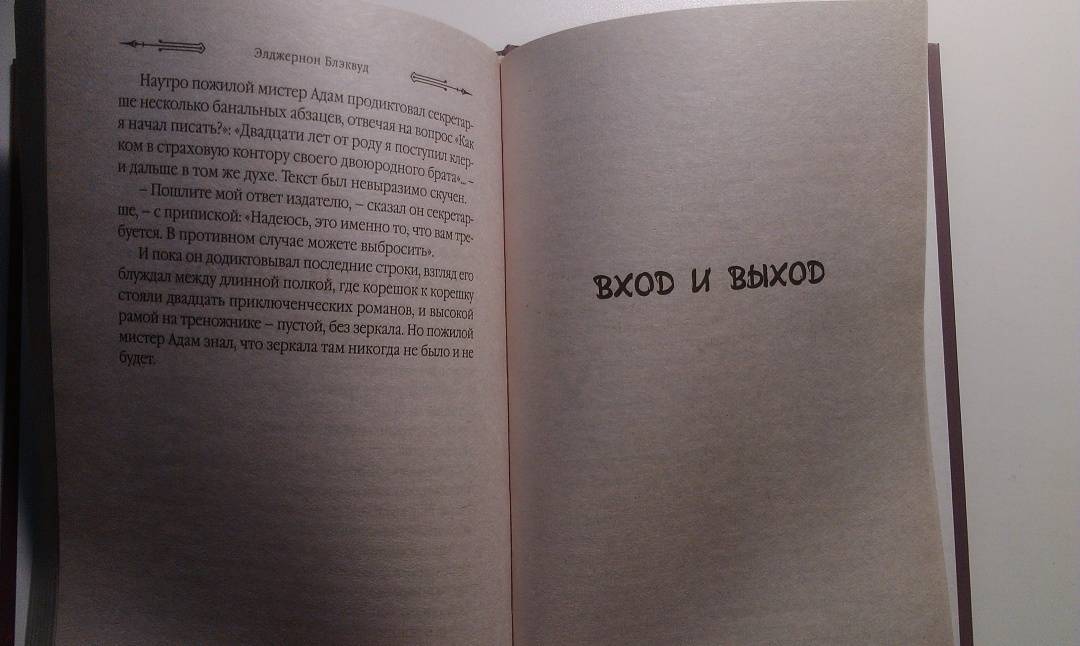 Элджернон Блэквуд
Наутро пожилой мистер Адам продиктовал секретар-
ше несколько банальных абзацев, отвечая на вопрос «Как
я начал писать?»: «Двадцати лет от роду я поступил клер-
ком в страховую контору своего двоюродного брата»... –
и дальше в том же духе. Текст был невыразимо скучен.
– Пошлите мой ответ издателю, – сказал он секретар-
ше, – с припиской: «Надеюсь, это именно то, что вам тре-
буется. В противном случае можете выбросить».
И пока он додиктовывал последние строки, взгляд его
блуждал между длинной полкой, где корешок к корешку
стояли двадцать приключенческих романов, и высокой
рамой на треножнике – пустой, без зеркала. Но пожилой
мистер Адам знал, что зеркала там никогда не было и не
будет.
ВХОД И ВЫХОД